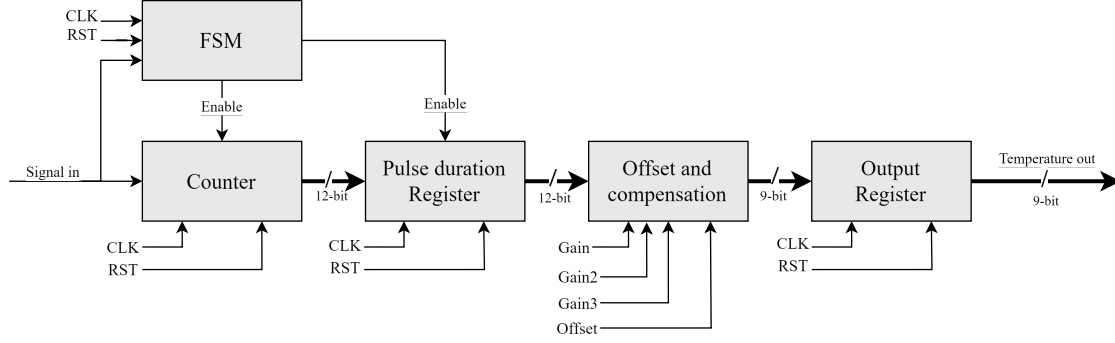 CLK
RST
FSM
Enable
Enable
Signal in
Counter
12-bit
Pulse duration
Register
12-bit
Offset and
compensation
9-bit
Output
Register
Temperature out
9-bit
CLK
RST
CLK
RST
Gain
Gain2
Gain3
Offset
CLK
RST